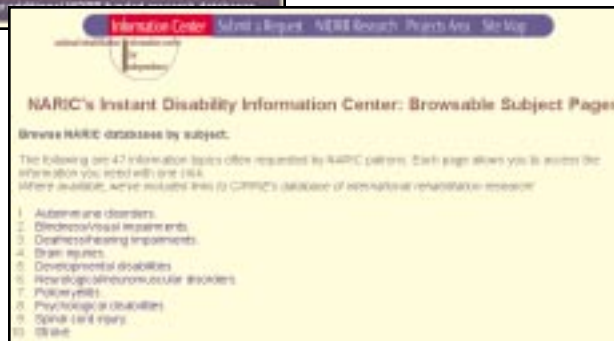 Information Center Submit a Request NIDRR Research Projects Area Site Map
NARIC's Instant Disability Information Center: Browsable Subject Pages
Browse NARIC databases by subject.
The following are 47 information topics often requested by NARIC patrons. Each page allows you to access the
information you need with one click.
Where available, we've included links to CIRRIE's database of international rehabilitation research!
1 Autoimmune disorders
2 Blindness/visual impairments
3 Deafness/hearing impairments
4 Brain injuries
5 Developmental disabilities
6 Neurological/neuromuscular disorders
7 Poliomyelitis
8 Psychological disabilities
9 Spinal cord injury
10 Stroke